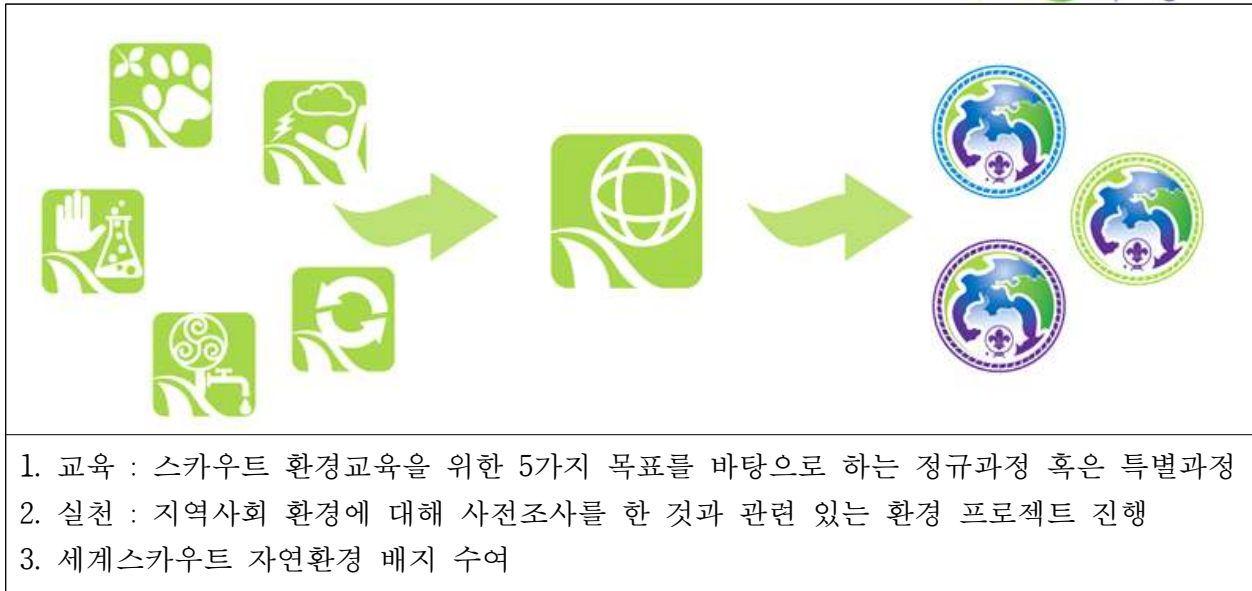 1. 교육 : 스카우트 환경교육을 위한 5가지 목표를 바탕으로 하는 정규과정 혹은 특별과정
2. 실천 : 지역사회 환경에 대해 사전조사를 한 것과 관련 있는 환경 프로젝트 진행
3. 세계스카우트 자연환경 배지 수여